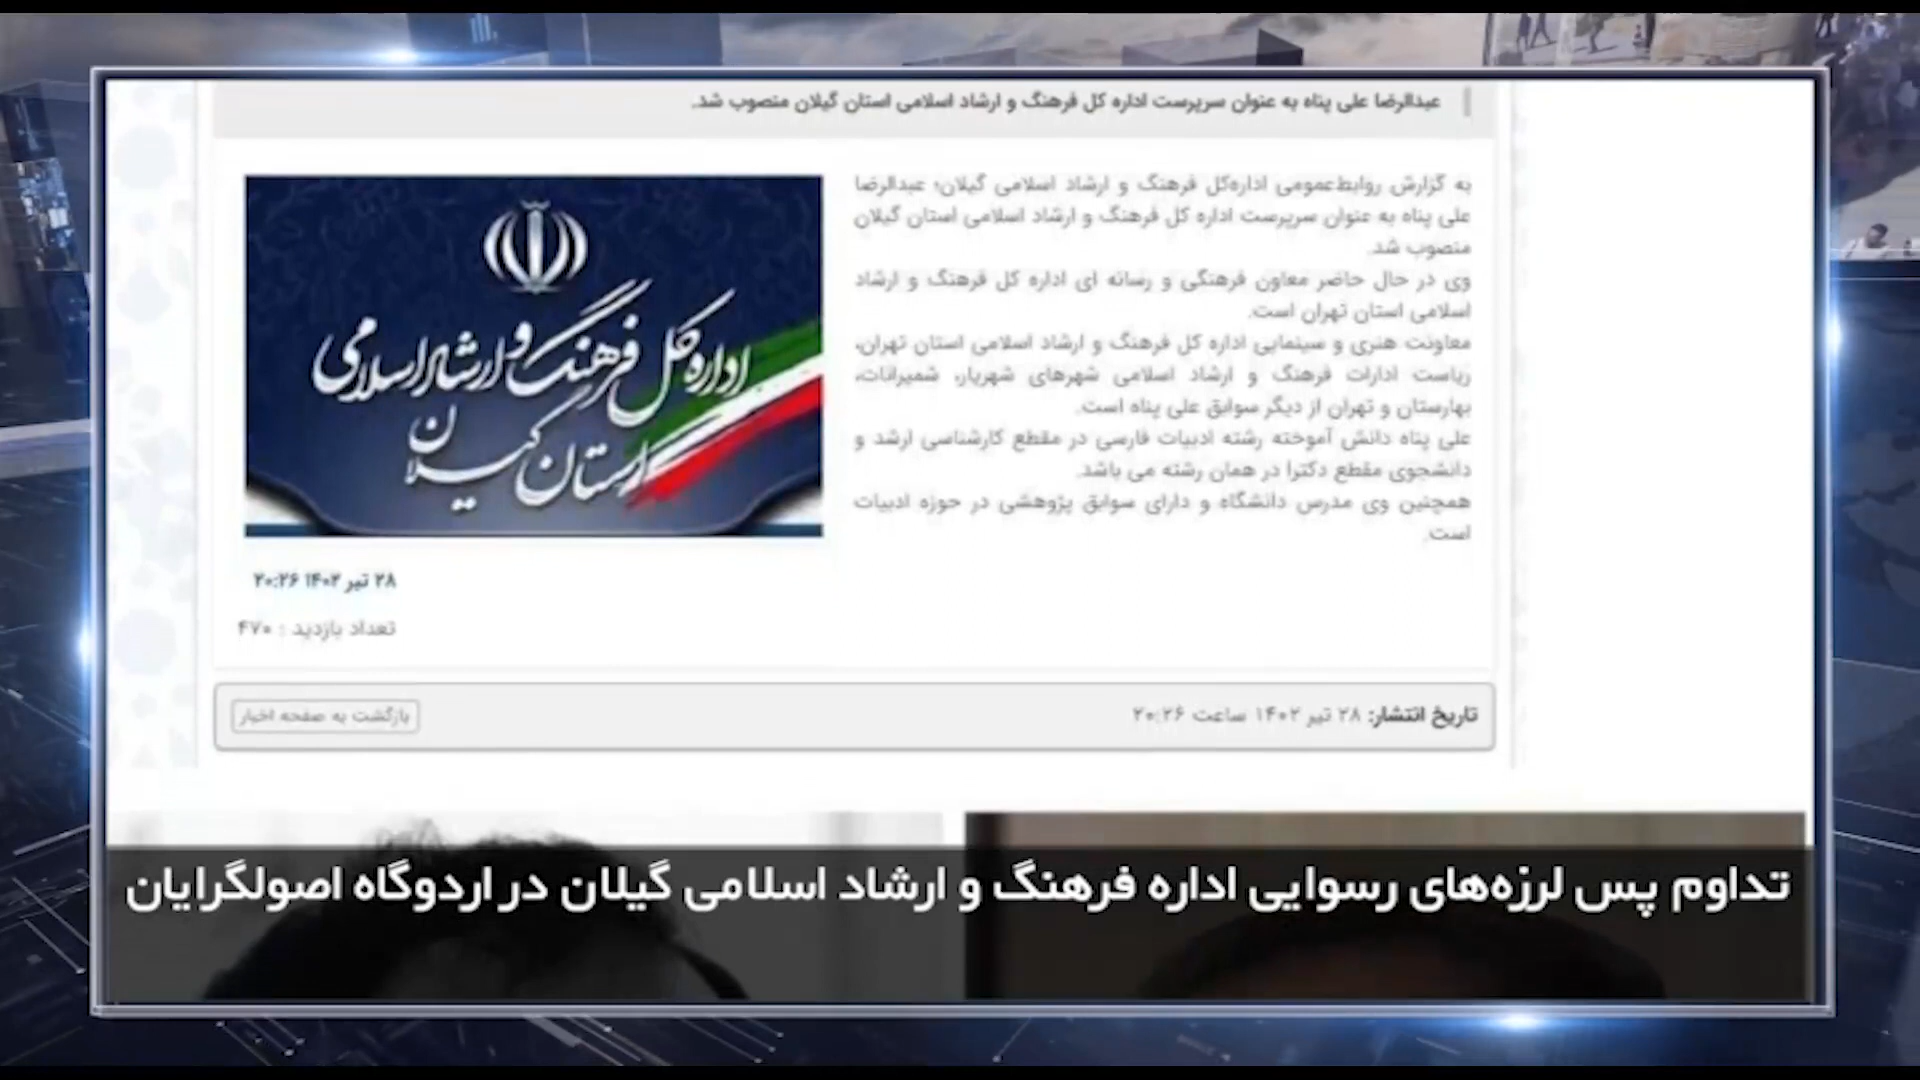 عبدالرضا علی پناه به عنوان سرپرست اداره کل فرهنگ و ارشاد اسلامی استان گیلان منصوب شد.
به گزارش روابط‌عمومی اداره‌کل فرهنگ و ارشاد اسلامی گیلان؛ عبدالرضا
علی پناه به عنوان سرپرست اداره کل فرهنگ و ارشاد اسلامی استان گیلان
منصوب شد.
وی در حال حاضر معاون فرهنگی و رسانه ای اداره کل فرهنگ و ارشاد
اسلامی استان تهران است.
معاونت هنری و سینمایی اداره کل فرهنگ و ارشاد اسلامی استان تهران،
ریاست ادارات فرهنگ و ارشاد اسلامی شهرهای شهریار، شمیرانات،
بهارستان و تهران از دیگر سوابق علی پناه است.
علی پناه دانش آموخته رشته ادبیات فارسی در مقطع کارشناسی ارشد و
دانشجوی مقطع دکترا در همان رشته می باشد.
همچنین وی مدرس دانشگاه و دارای سوابق پژوهشی در حوزه ادبیات
است.
اداره کل فرهنگ و ارشاد اسلامی
استان گیلان
۲۸ تیر ۱۴۰۲ ۲۰:۲۶
تعداد بازدید : ۴۷۰
تاریخ انتشار: ۲۸ تیر ۱۴۰۲ ساعت ۲۰:۲۶
بازگشت به صفحه اخبار
تداوم پس لرزه‌های رسوایی اداره فرهنگ و ارشاد اسلامی گیلان در اردوگاه اصولگرایان